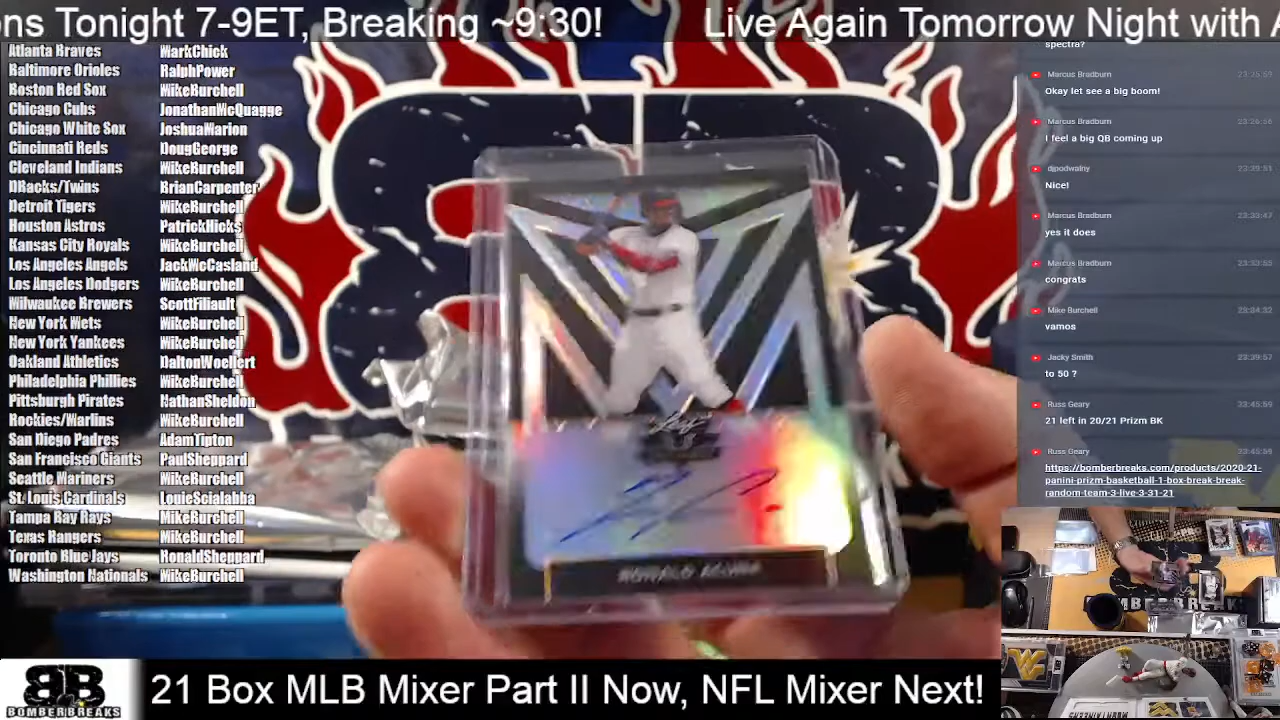 ns Tonight 7-9ET, Breaking ~9:30! Live Again Tomorrow Night with A
Atlanta Braves WarkChick
Baltimore Orioles RalphPower
Boston Red Sox MikeBurchell
Chicago Cubs JonathanMcQuagge
Chicago White Sox JoshuaMarion
Cincinnati Reds DougGeorge
Cleveland Indians MikeBurchell
DBacks/Twins BrianCarpenter
Detroit Tigers MikeBurchell
Houston Astros PatrickHicks
Kansas City Royals MikeBurchell
Los Angeles Angels JackMcCasland
Los Angeles Dodgers MikeBurchell
Milwaukee Brewers ScottFiliault
New York Mets MikeBurchell
New York Yankees MikeBurchell
Oakland Athletics DaltonWoellert
Philadelphia Phillies MikeBurchell
Pittsburgh Pirates NathanSheldon
Rockies/Marlins MikeBurchell
San Diego Padres AdamTipton
San Francisco Giants PaulSheppard
Seattle Mariners MikeBurchell
St. Louis Cardinals LouieScialabba
Tampa Bay Rays MikeBurchell
Texas Rangers MikeBurchell
Toronto Blue Jays RonaldSheppard
Washington Nationals MikeBurchell
Leaf
RONALD ACUÑA
spectra?
Marcus Bradburn
Okay let see a big boom!
Marcus Bradburn
I feel a big QB coming up
djpodwalny
Nice!
Marcus Bradburn
yes it does
Marcus Bradburn
congrats
Mike Burchell
vamos
Jacky Smith
to 50 ?
Russ Geary
21 left in 20/21 Prizm BK
Russ Geary
https://bomberbreaks.com/products/2020-21-
panini-prizm-basketball-1-box-break-break-
random-team-3-live-3-31-21
BB
BOMBERBREAKS
21 Box MLB Mixer Part II Now, NFL Mixer Next!